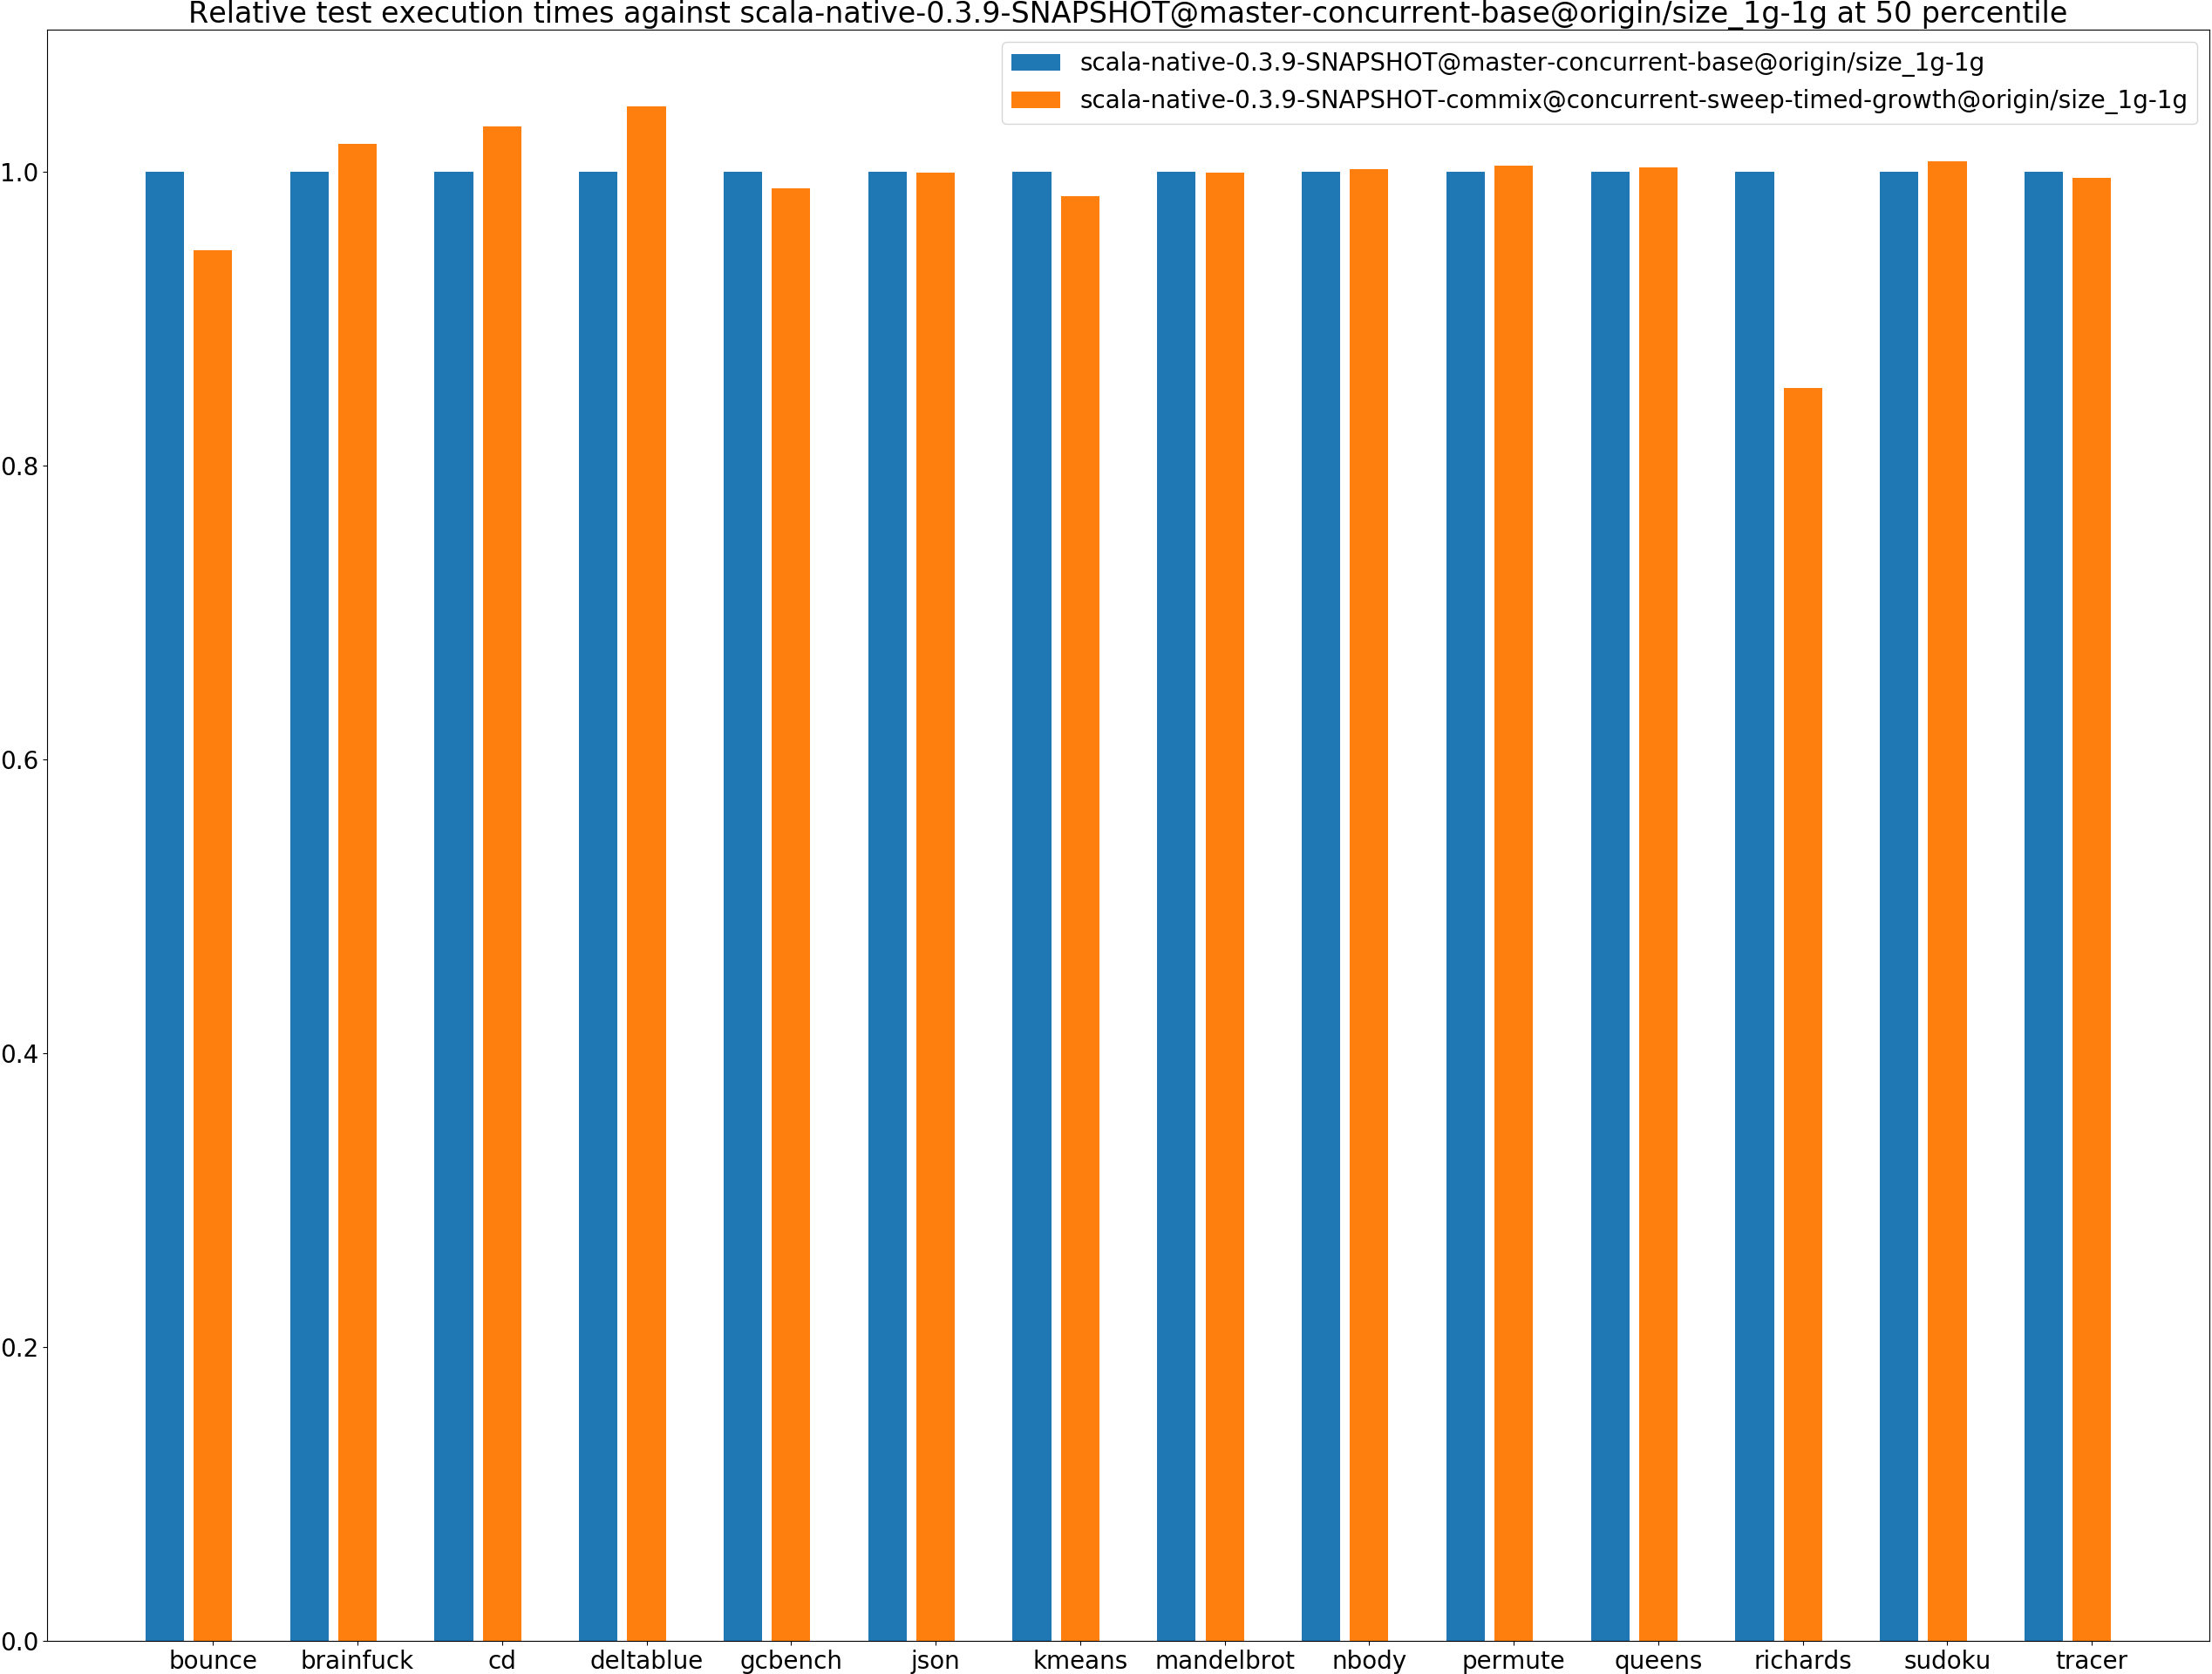 Relative test execution times against scala-native-0.3.9-SNAPSHOT@master-concurrent-base@origin/size_1g-1g at 50 percentile
scala-native-0.3.9-SNAPSHOT@master-concurrent-base@origin/size_1g-1g
scala-native-0.3.9-SNAPSHOT-commix@concurrent-sweep-timed-growth@origin/size_1g-1g
1.0
0.8
0.6
0.4
0.2
0.0
bounce brainfuck cd deltablue gcbench json kmeans mandelbrot nbody permute queens richards sudoku tracer